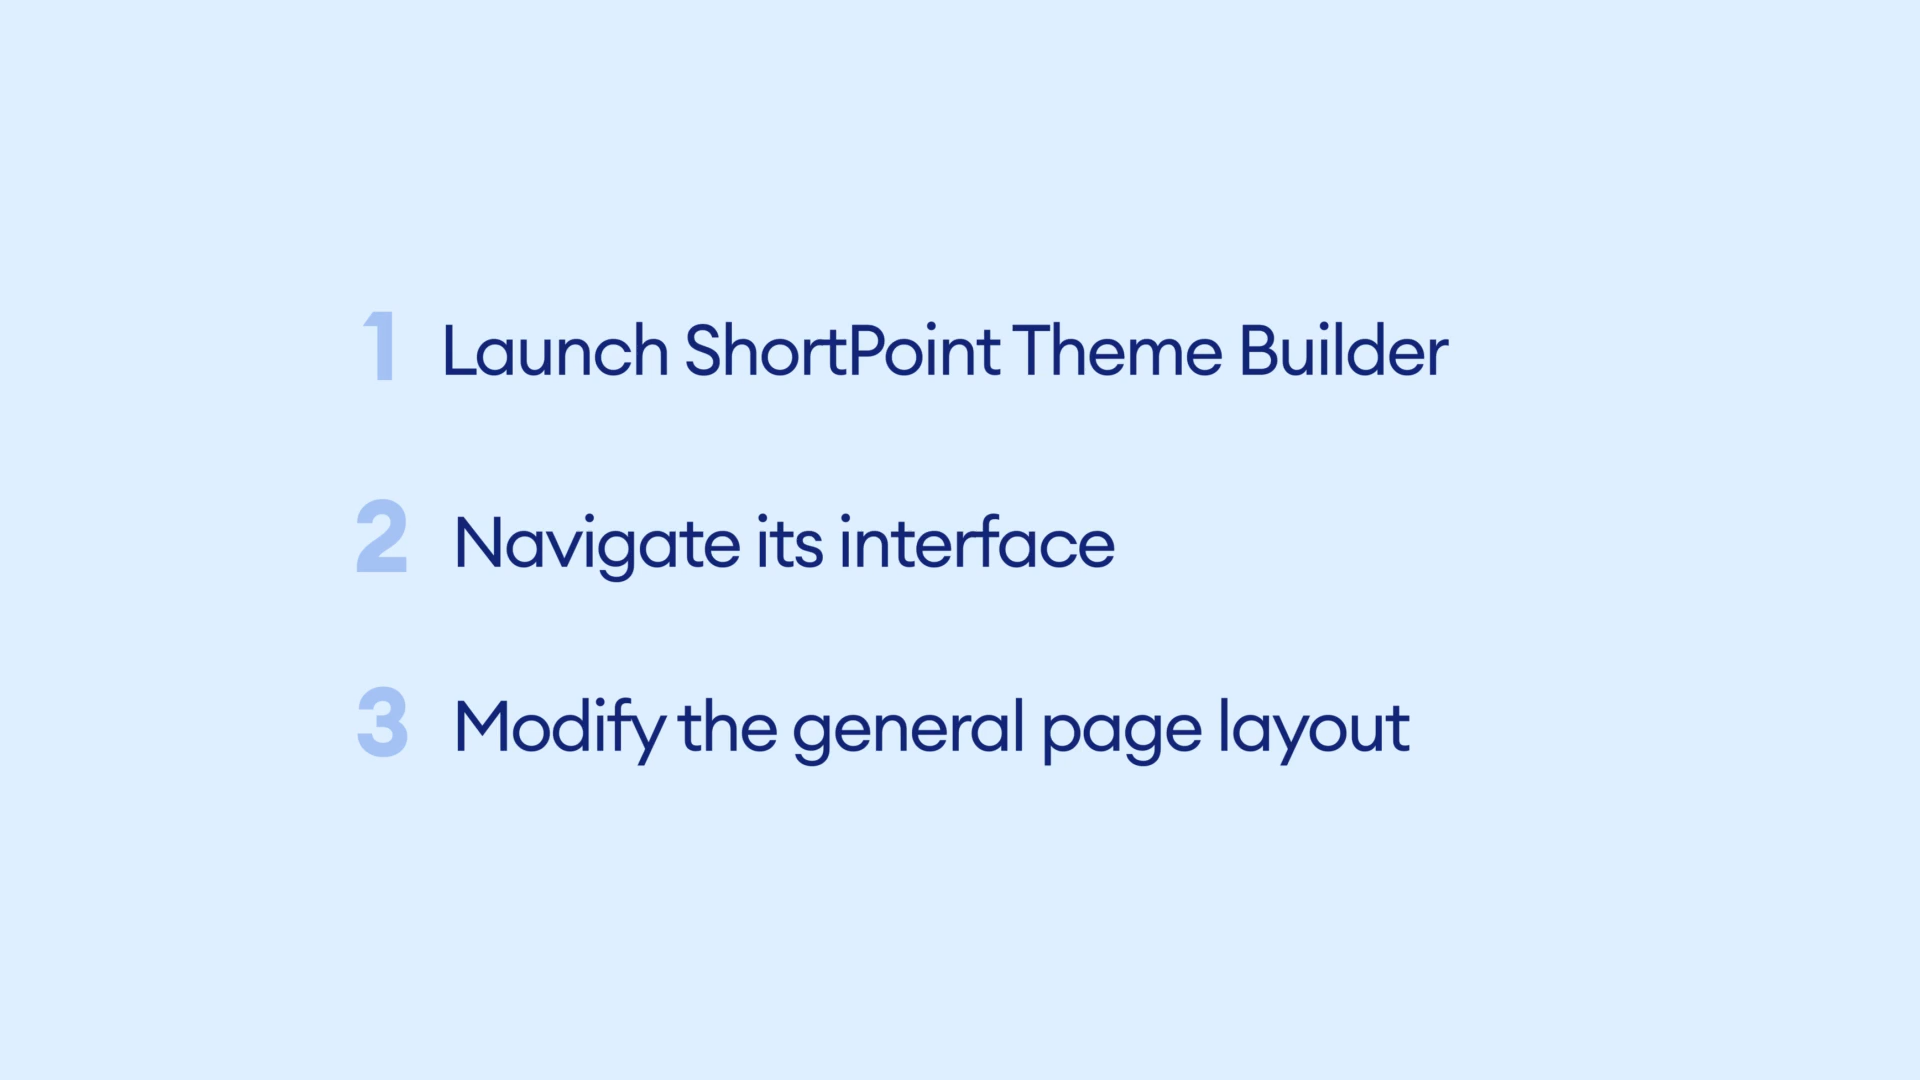 1 Launch ShortPoint Theme Builder
2 Navigate its interface
3 Modify the general page layout